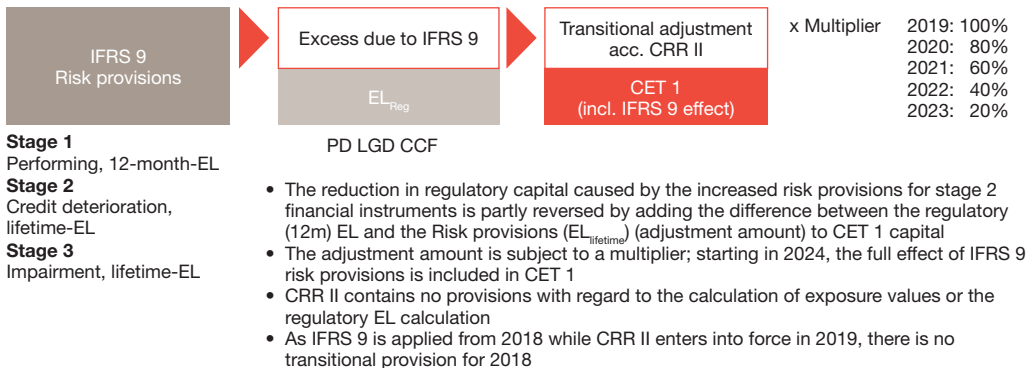 IFRS 9
Risk provisions
Excess due to IFRS 9
EL Reg
PD LGD CCF
Transitional adjustment
acc. CRR II
CET 1
(incl. IFRS 9 effect)
x Multiplier
2019: 100%
2020: 80%
2021: 60%
2022: 40%
2023: 20%
Stage 1
Performing, 12-month-EL
Stage 2
Credit deterioration,
lifetime-EL
Stage 3
Impairment, lifetime-EL
• The reduction in regulatory capital caused by the increased risk provisions for stage 2
financial instruments is partly reversed by adding the difference between the regulatory
(12m) EL and the Risk provisions (EL lifetime) (adjustment amount) to CET 1 capital
• The adjustment amount is subject to a multiplier; starting in 2024, the full effect of IFRS 9
risk provisions is included in CET 1
• CRR II contains no provisions with regard to the calculation of exposure values or the
regulatory EL calculation
• As IFRS 9 is applied from 2018 while CRR II enters into force in 2019, there is no
transitional provision for 2018